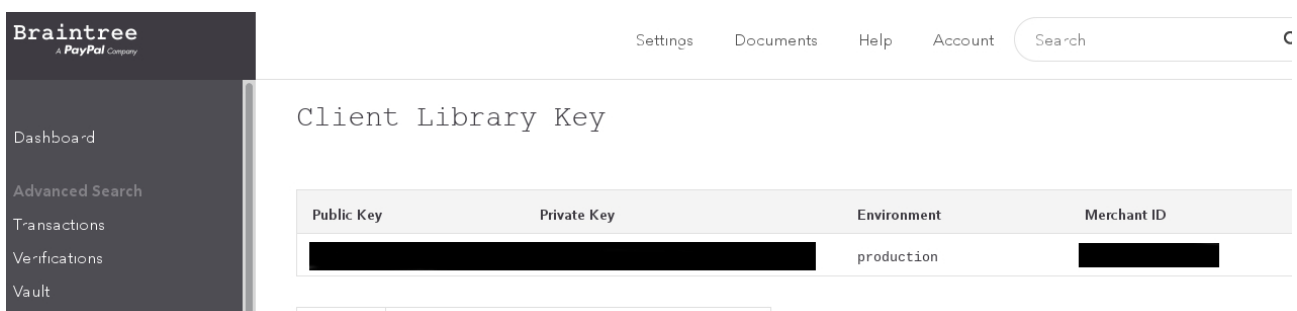 Braintree
A PayPal Company
Settings Documents Help Account Search
Client Library Key
Dashboard
Advanced Search
Transactions
Verifications
Vault
Public Key Private Key Environment Merchant ID
production